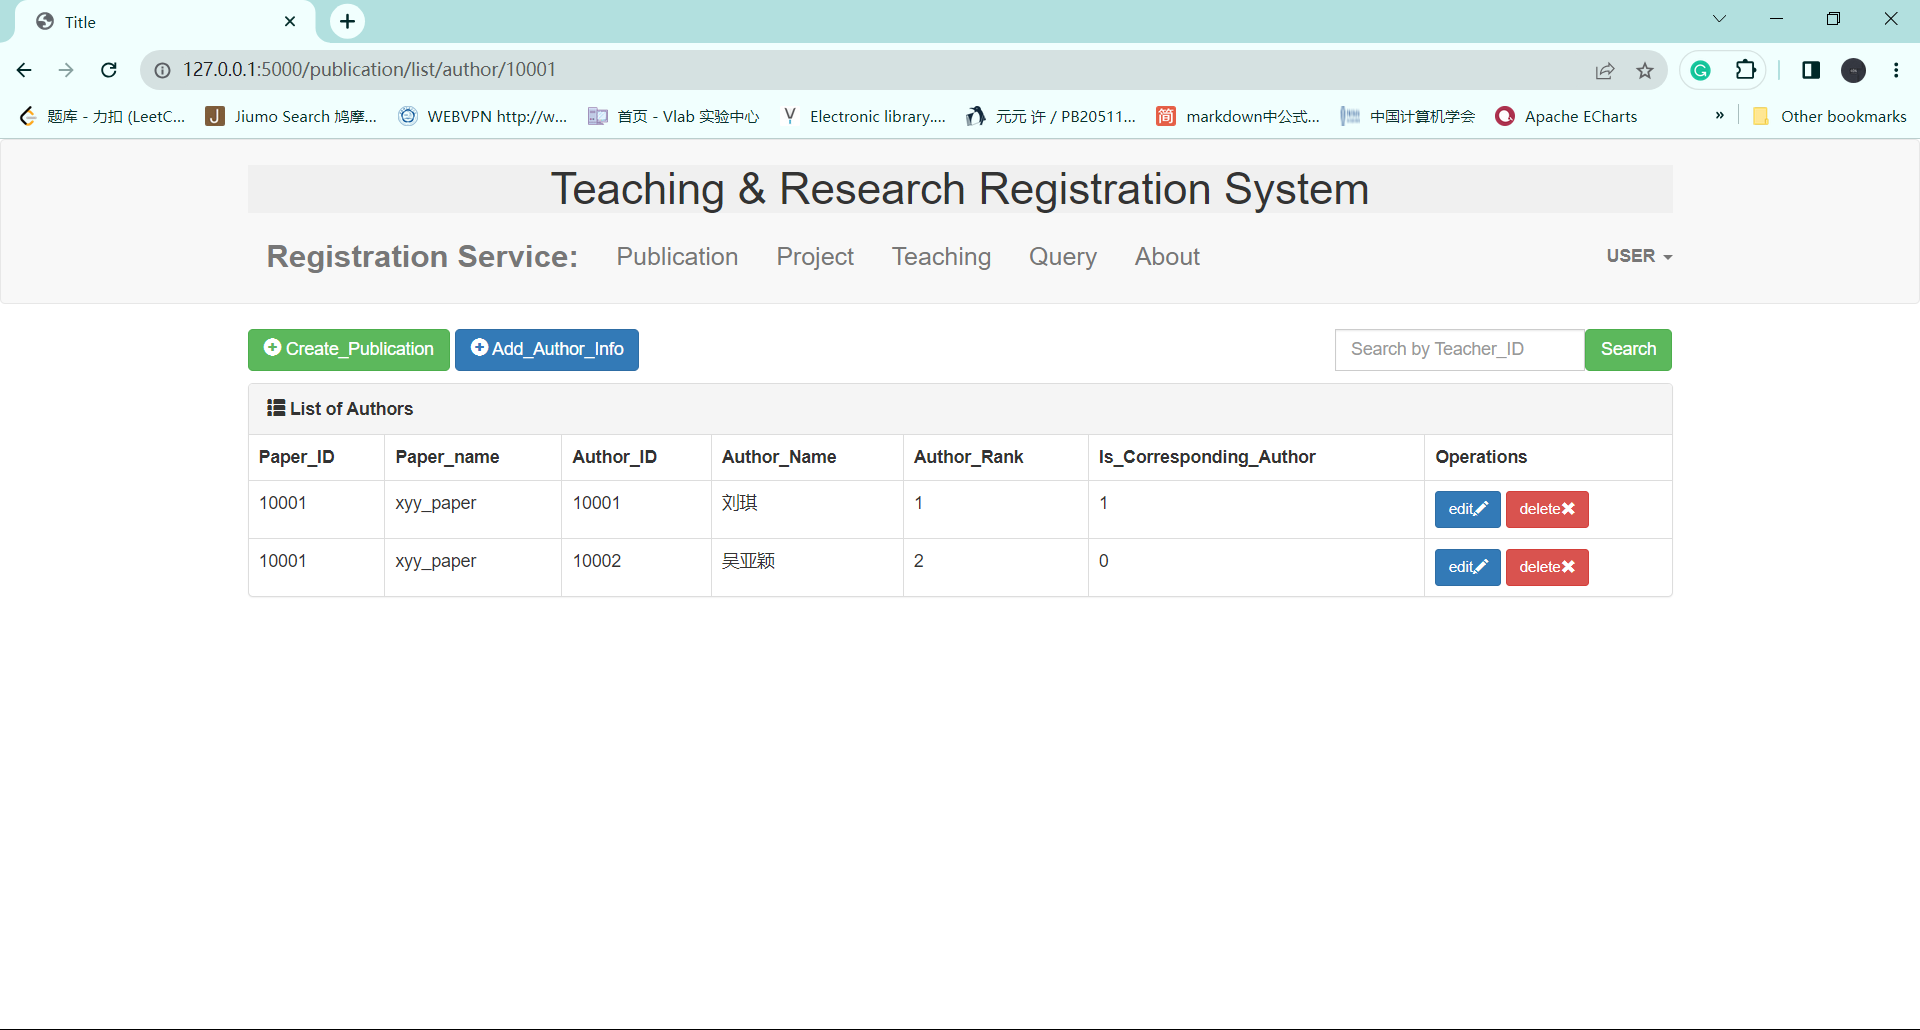 Title
127.0.0.1:5000/publication/list/author/10001
题库 - 力扣 (LeetC... Jiumo Search 鸠摩... WEBVPN http://w... 首页 - Vlab 实验中心 Electronic library.... 元元 许 / PB20511... markdown中公式... 中国计算机学会 Apache ECharts » Other bookmarks
Teaching & Research Registration System
Registration Service: Publication Project Teaching Query About USER
Create_Publication Add_Author_Info Search by Teacher_ID Search
List of Authors
Paper_ID Paper_name Author_ID Author_Name Author_Rank Is_Corresponding_Author Operations
10001 xyy_paper 10001 刘琪 1 1 edit delete
10001 xyy_paper 10002 吴亚颖 2 0 edit delete